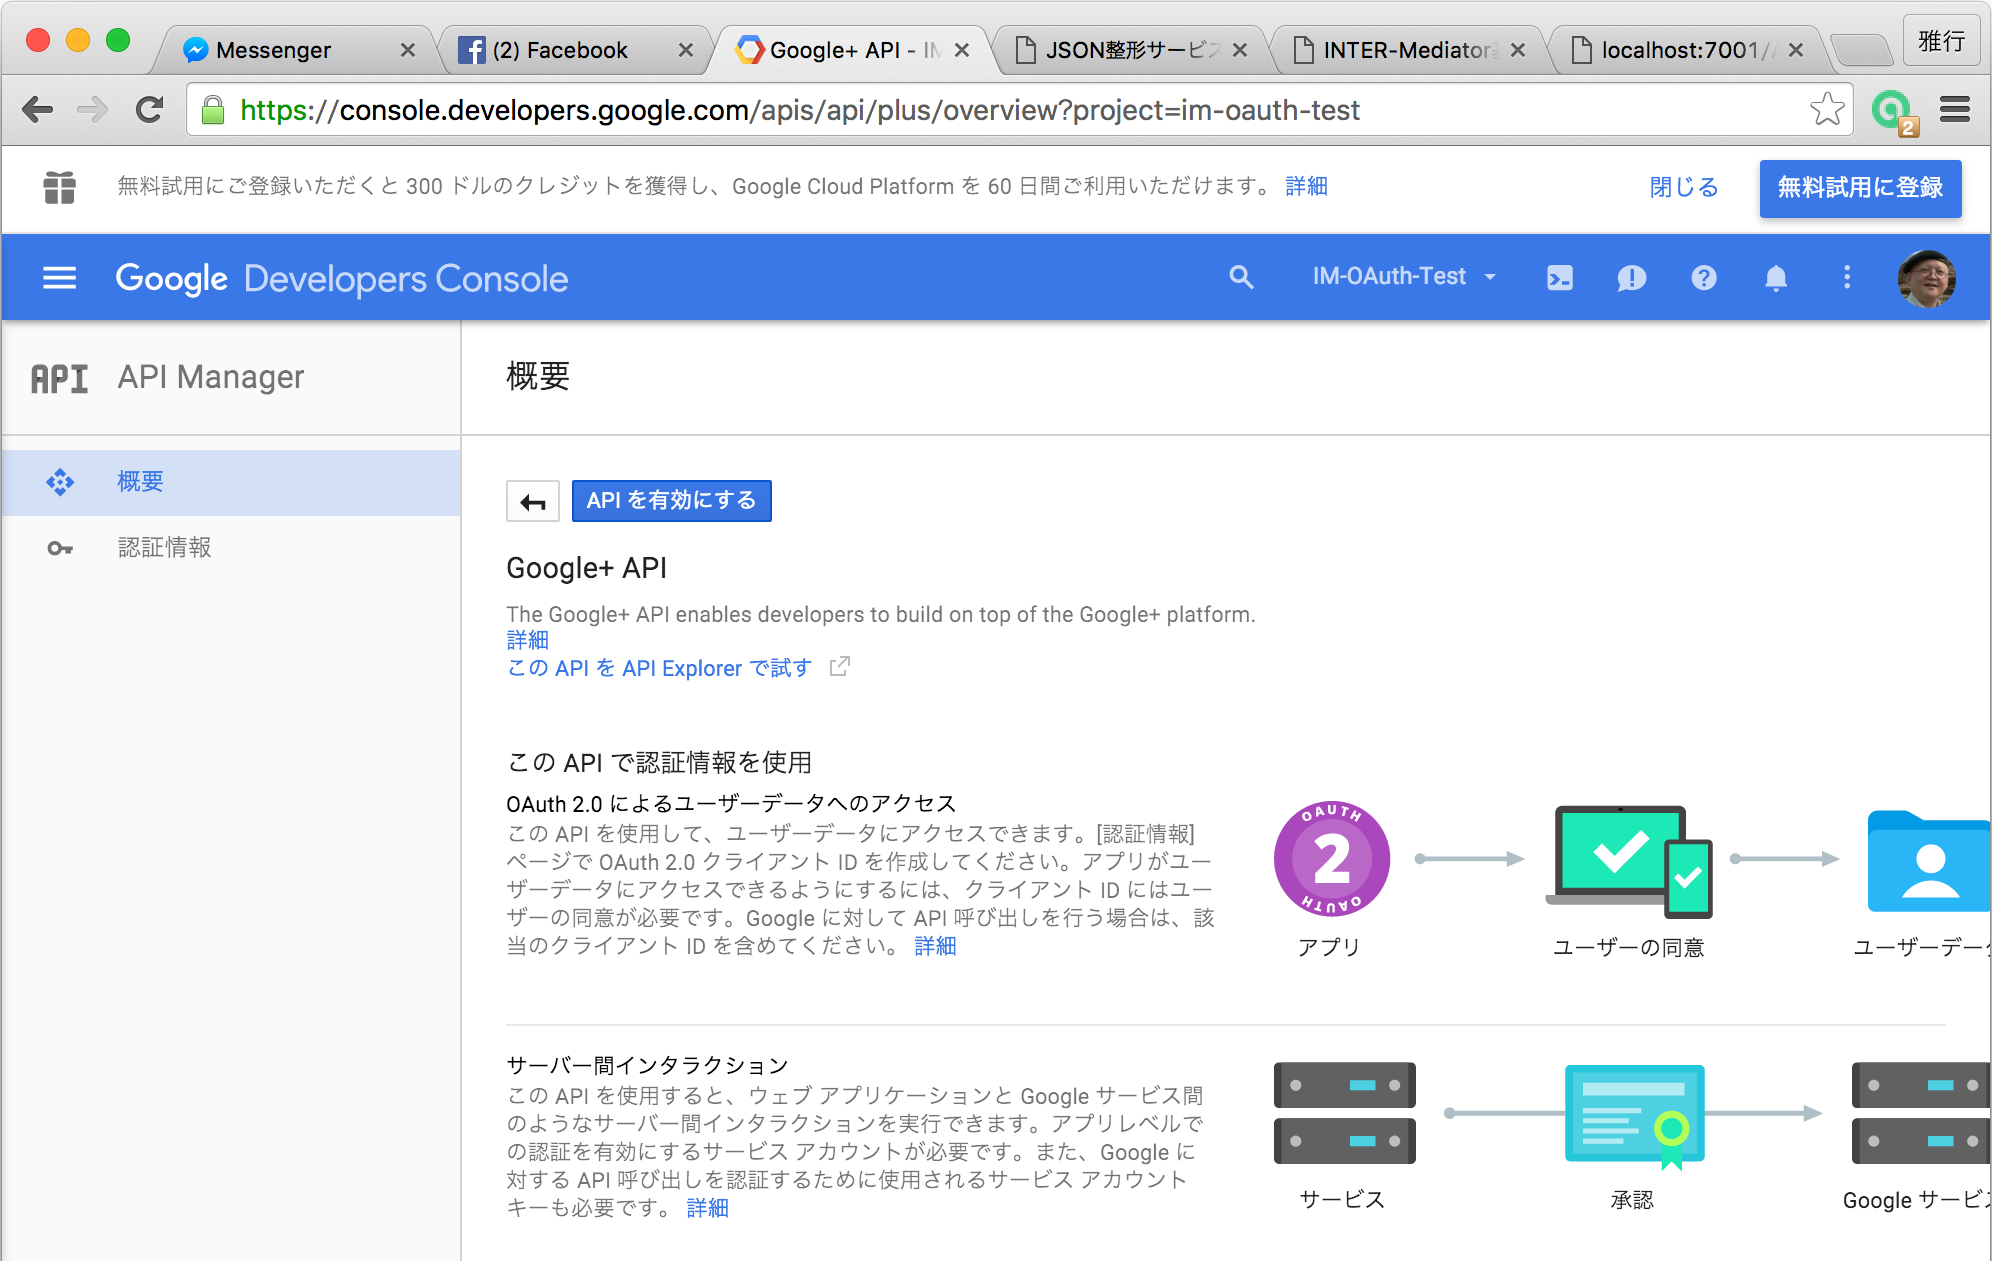 Messenger
(2) Facebook
Google+ API - IM
JSON整形サービス
INTER-Mediator
localhost:7001/
雅行
https://console.developers.google.com/apis/api/plus/overview?project=im-oauth-test
2
無料試用にご登録いただくと 300 ドルのクレジットを獲得し、Google Cloud Platform を 60 日間ご利用いただけます。 詳細
閉じる
無料試用に登録
Google Developers Console
IM-OAuth-Test
API API Manager
概要
概要
認証情報
API を有効にする
Google+ API
The Google+ API enables developers to build on top of the Google+ platform.
詳細
この API を API Explorer で試す
この API で認証情報を使用
OAuth 2.0 によるユーザーデータへのアクセス
この API を使用して、ユーザーデータにアクセスできます。[認証情報]
ページで OAuth 2.0 クライアント ID を作成してください。アプリがユー
ザーデータにアクセスできるようにするには、クライアント ID にはユー
ザーの同意が必要です。Google に対して API 呼び出しを行う場合は、該
当のクライアント ID を含めてください。 詳細
OAUTH
2
OAUTH
アプリ
ユーザーの同意
ユーザーデー
サーバー間インタラクション
この API を使用すると、ウェブ アプリケーションと Google サービス間
のようなサーバー間インタラクションを実行できます。アプリレベルで
の認証を有効にするサービス アカウントが必要です。また、Google に
対する API 呼び出しを認証するために使用されるサービス アカウント
キーも必要です。 詳細
サービス
承認
Google サービ